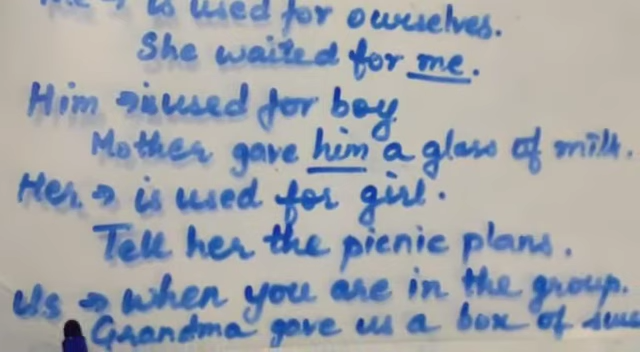 Me → is used for ourselves.
She waited for me.
Him → is used for boy
Mother gave him a glass of milk.
Her → is used for girl.
Tell her the picnic plans.
Us → when you are in the group.
Grandma gave us a box of